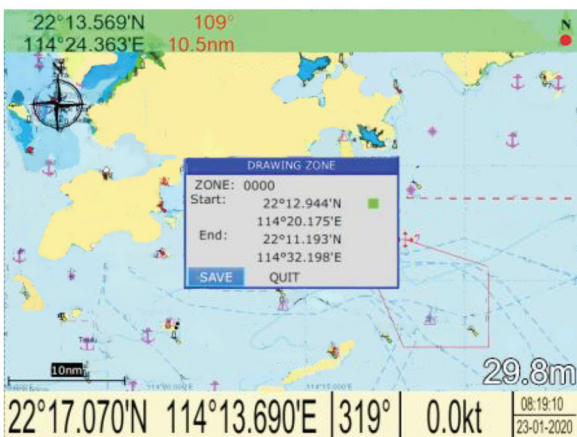 22°13.569'N 109°
114°24.363'E 10.5nm
N
DRAWING ZONE
ZONE: 0000
Start: 22°12.944'N
114°20.175'E
End: 22°11.193'N
114°32.198'E
SAVE QUIT
10nm
29.8m
22°17.070'N 114°13.690'E 319° 0.0kt 08:19:10
23-01-2020